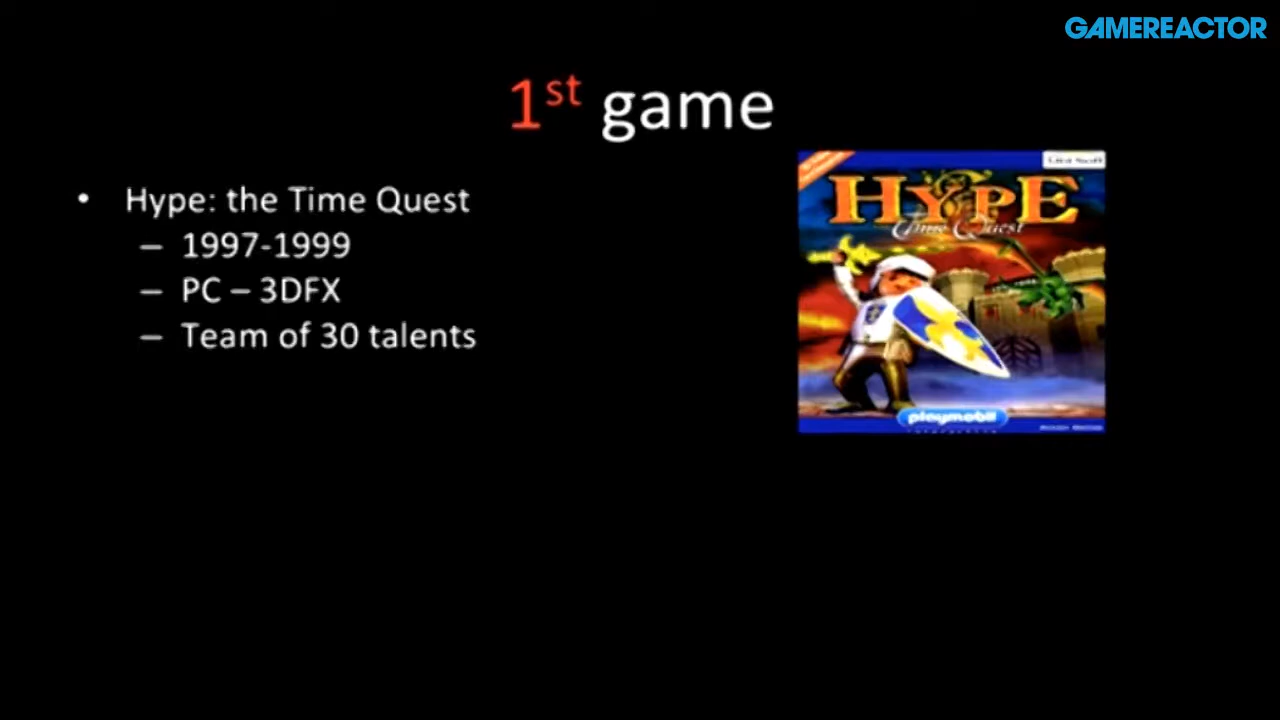 GAMEREACTOR
1st game
• Hype: the Time Quest
– 1997-1999
– PC – 3DFX
– Team of 30 talents
HYPE
Time Quest
playmobil